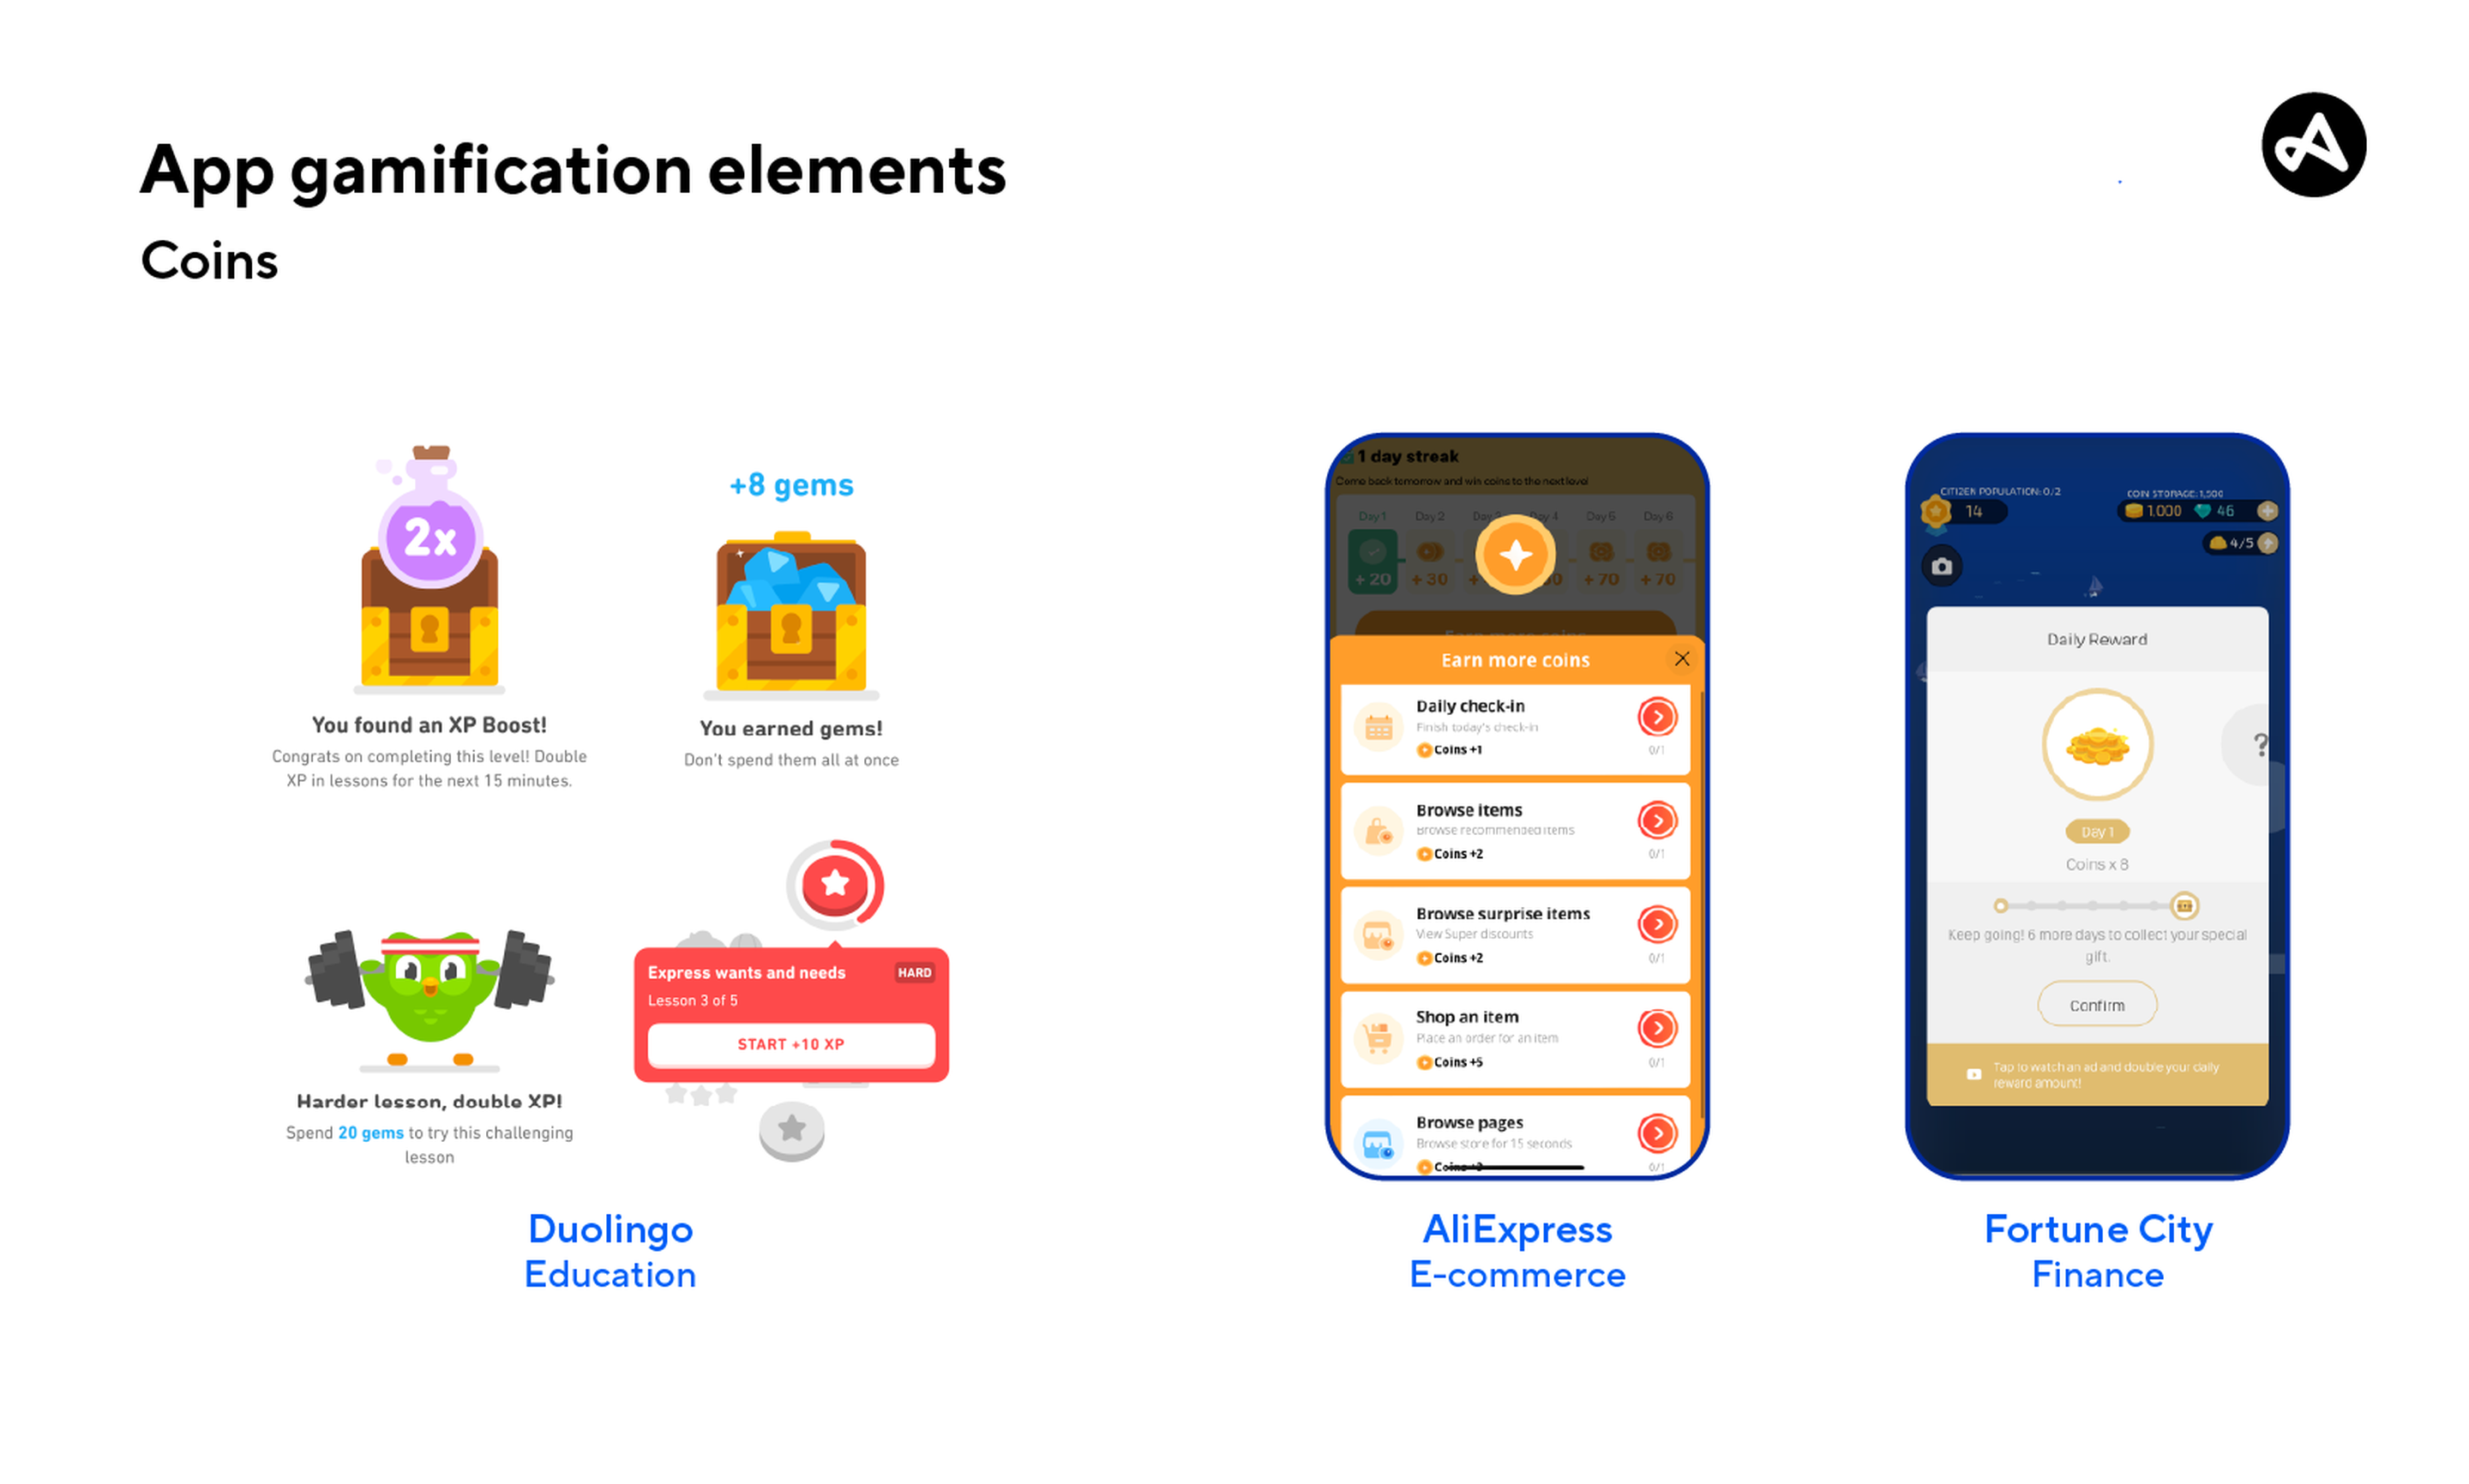 App gamification elements
Coins
2x
You found an XP Boost!
Congrats on completing this level! Double
XP in lessons for the next 15 minutes.
+8 gems
You earned gems!
Don't spend them all at once
Harder lesson, double XP!
Spend 20 gems to try this challenging
lesson
Express wants and needs HARD
Lesson 3 of 5
START +10 XP
Duolingo
Education
1 day streak
Come back tomorrow and win coins to the next level
Day 1 Day 2 Day 3 Day 4 Day 5 Day 6
+ 20 + 30 + +70 +70
Earn more coins
Daily check-in
Finish today's check-in
Coins +1 0/1
Browse items
Browse recommended items
Coins +2 0/1
Browse surprise items
View Super discounts
Coins +2 0/1
Shop an item
Place an order for an item
Coins +5 0/1
Browse pages
Browse store for 15 seconds
Coins 0/1
AliExpress
E-commerce
CITIZEN POPULATION: 0/2 COIN STORAGE: 1,500
14 1,000 46
4/5
Daily Reward
?
Day 1
Coins x 8
Keep going! 6 more days to collect your special
gift.
Confirm
Tap to watch an ad and double your daily
reward amount!
Fortune City
Finance